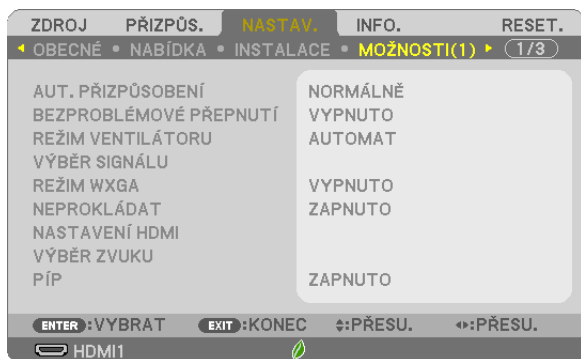 ZDROJ PŘIZPŮS. NASTAV. INFO. RESET.
OBECNÉ • NABÍDKA • INSTALACE • MOŽNOSTI(1) 1/3
AUT. PŘIZPŮSOBENÍ NORMÁLNĚ
BEZPROBLÉMOVÉ PŘEPNUTÍ VYPNUTO
REŽIM VENTILÁTORU AUTOMAT
VÝBĚR SIGNÁLU
REŽIM WXGA VYPNUTO
NEPROKLÁDAT ZAPNUTO
NASTAVENÍ HDMI
VÝBĚR ZVUKU
PÍP ZAPNUTO
ENTER :VYBRAT EXIT :KONEC :PŘESU. :PŘESU.
HDMI1